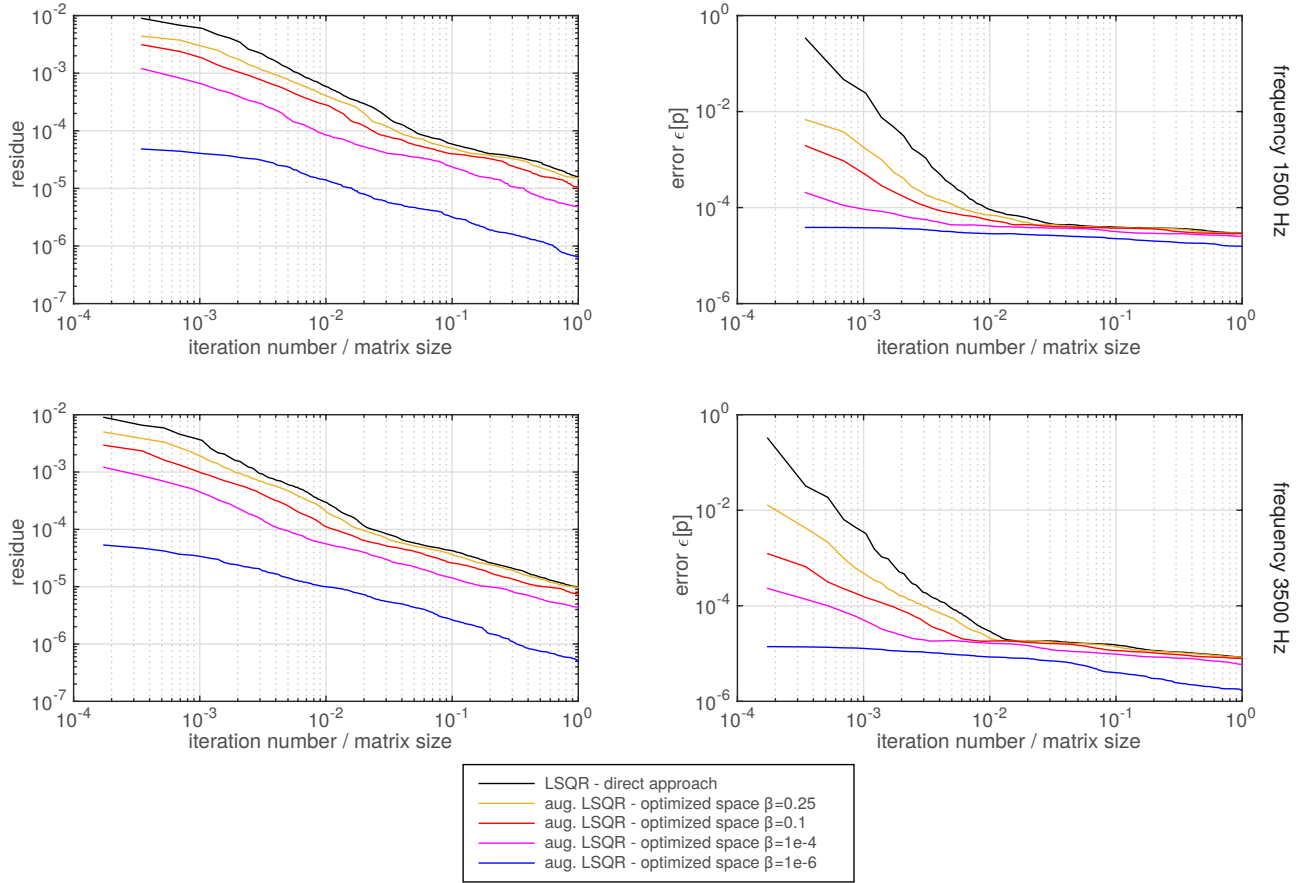 10^-2
10^-3
10^-4
10^-5
10^-6
10^-7
residue
10^-4 10^-3 10^-2 10^-1 10^0
iteration number / matrix size
10^0
10^-2
10^-4
10^-6
error ϵ[p]
10^-4 10^-3 10^-2 10^-1 10^0
iteration number / matrix size
frequency 1500 Hz
10^-2
10^-3
10^-4
10^-5
10^-6
10^-7
residue
10^-4 10^-3 10^-2 10^-1 10^0
iteration number / matrix size
10^0
10^-2
10^-4
10^-6
error ϵ[p]
10^-4 10^-3 10^-2 10^-1 10^0
iteration number / matrix size
frequency 3500 Hz
LSQR - direct approach
aug. LSQR - optimized space β=0.25
aug. LSQR - optimized space β=0.1
aug. LSQR - optimized space β=1e-4
aug. LSQR - optimized space β=1e-6